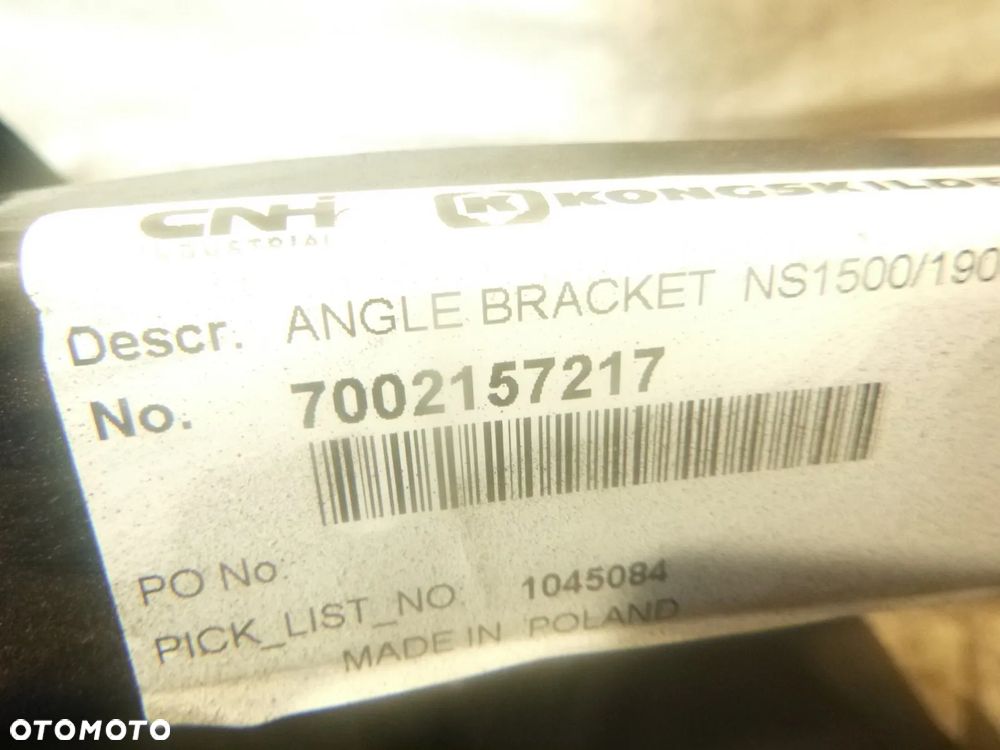 CNH K KONGSKILDE
INDUSTRIAL
Descr. ANGLE BRACKET NS1500/190
No. 7002157217
PO No.
PICK_LIST_NO. 1045084
MADE IN POLAND
OTOMOTO